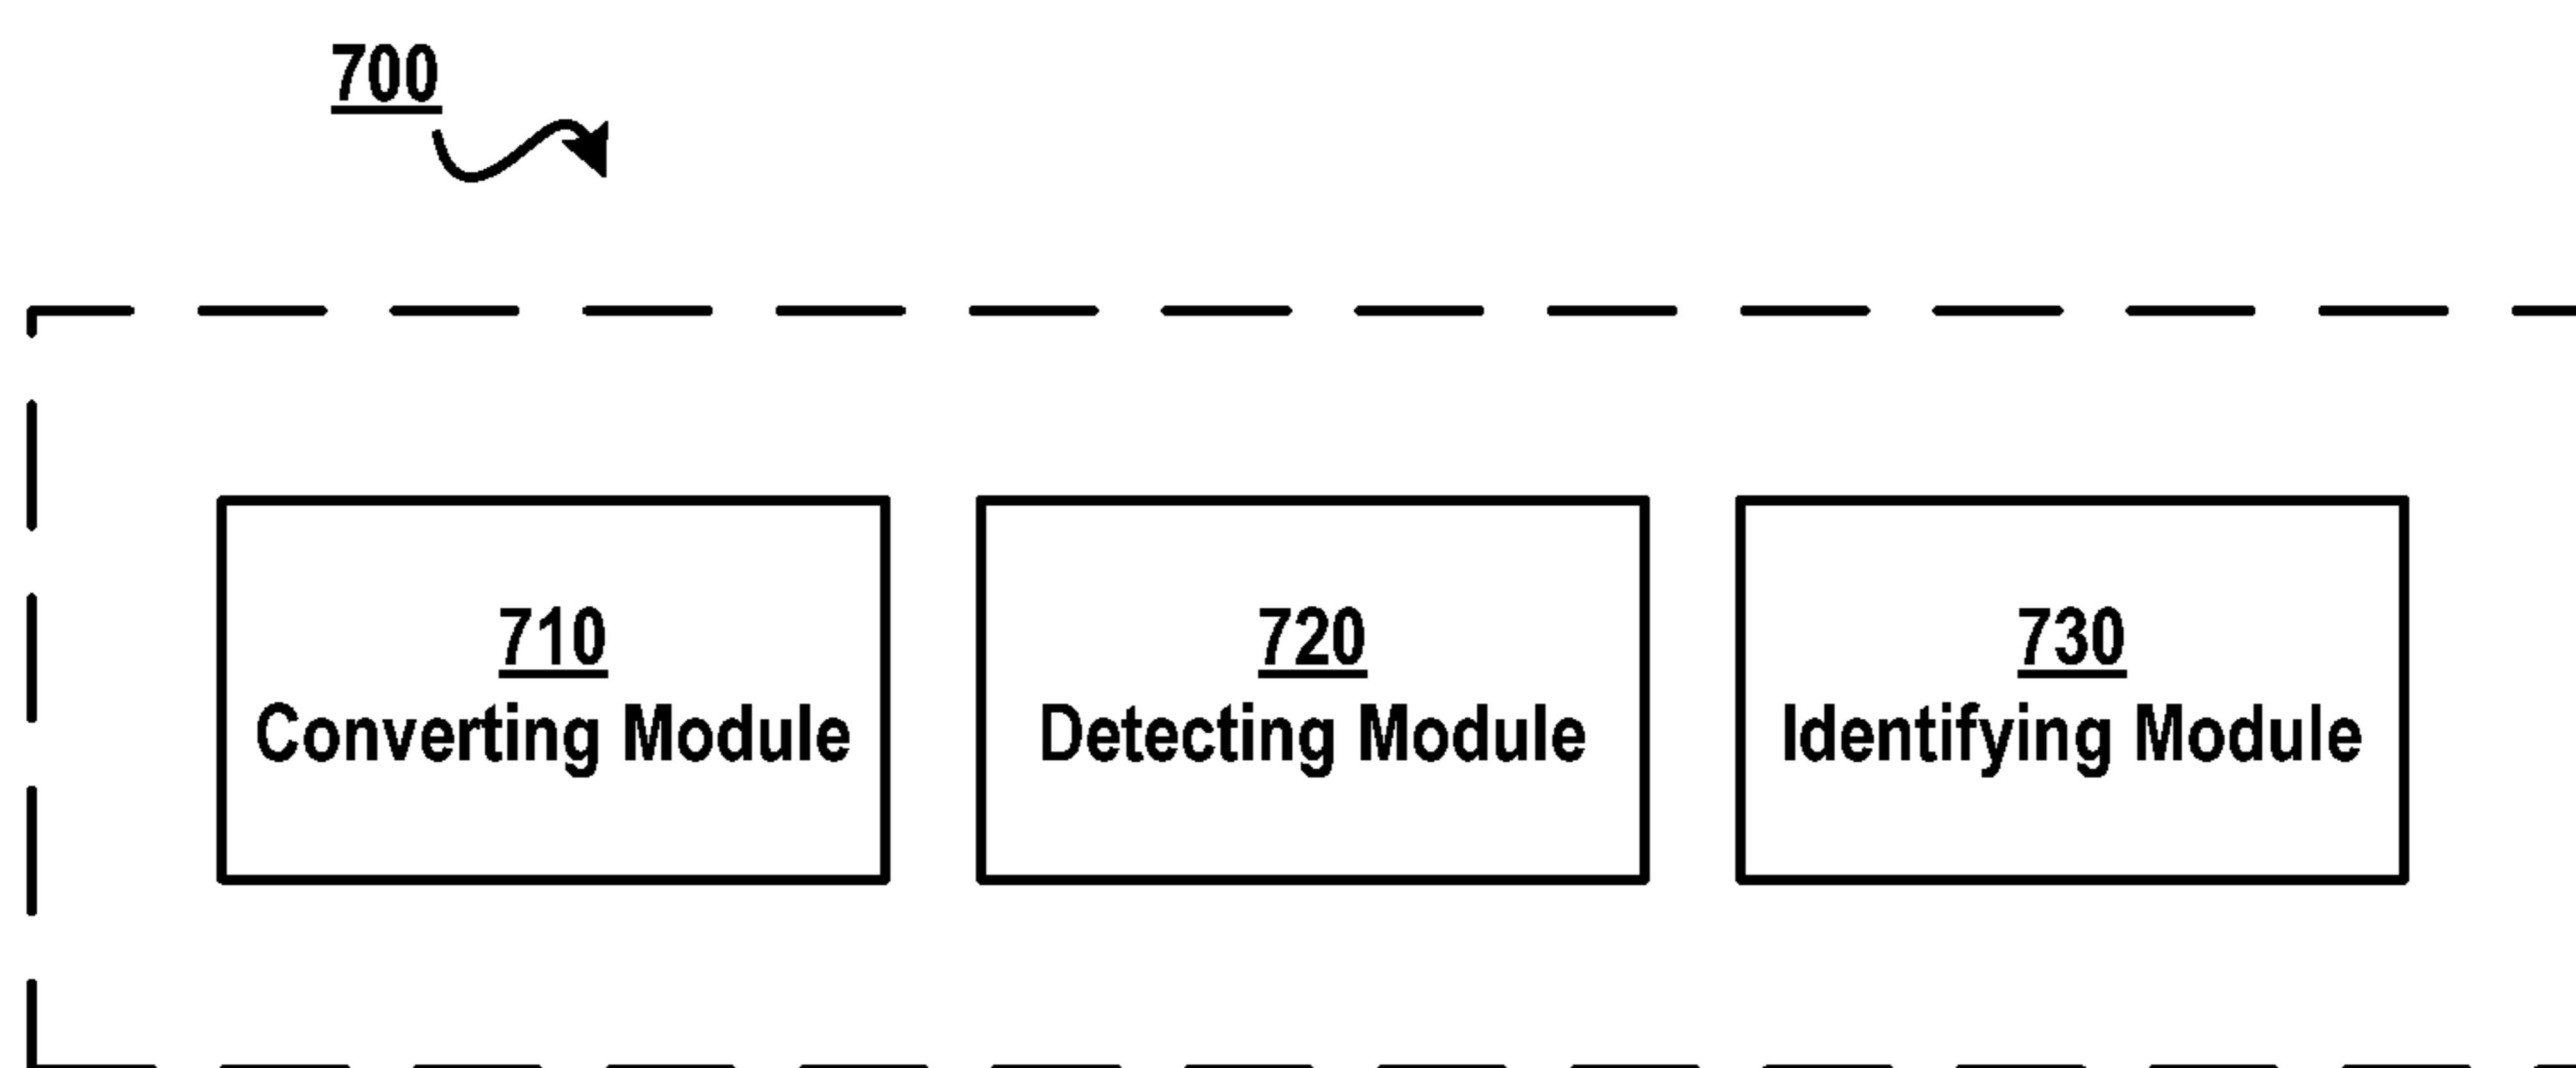 700
710
Converting Module
720
Detecting Module
730
Identifying Module